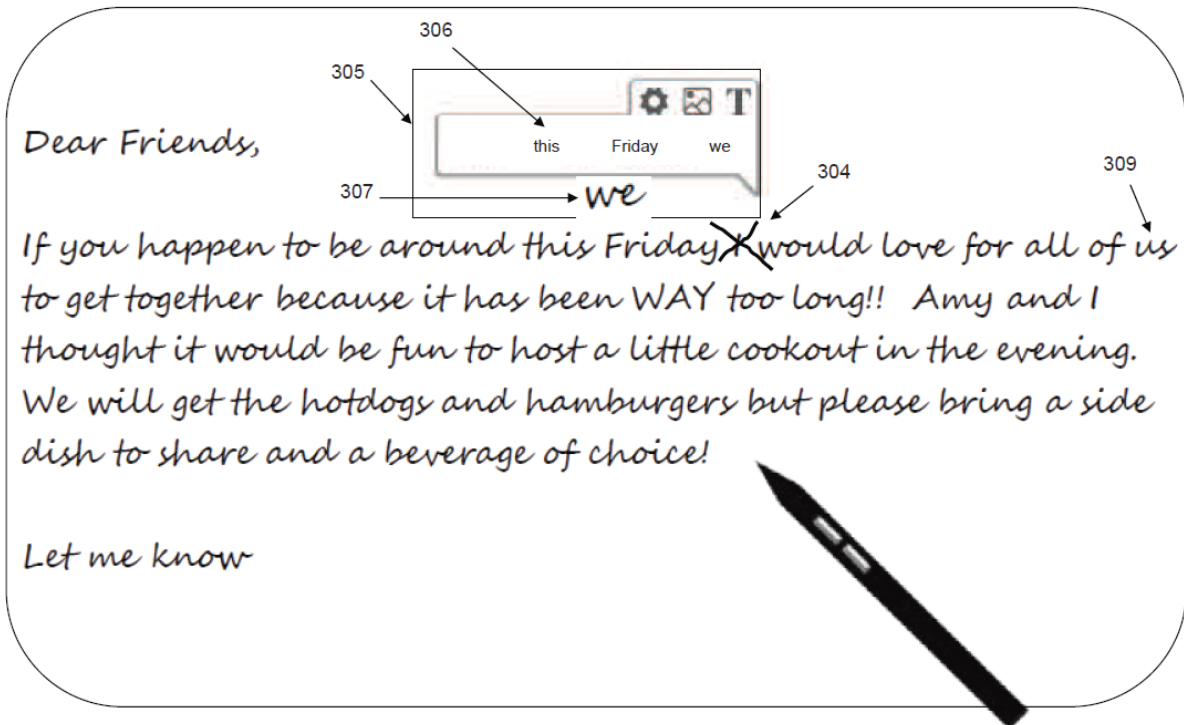 306
305
T
Dear Friends,
this Friday we
304
309
307
we
If you happen to be around this Friday I would love for all of us
to get together because it has been WAY too long!! Amy and I
thought it would be fun to host a little cookout in the evening.
We will get the hotdogs and hamburgers but please bring a side
dish to share and a beverage of choice!
Let me know